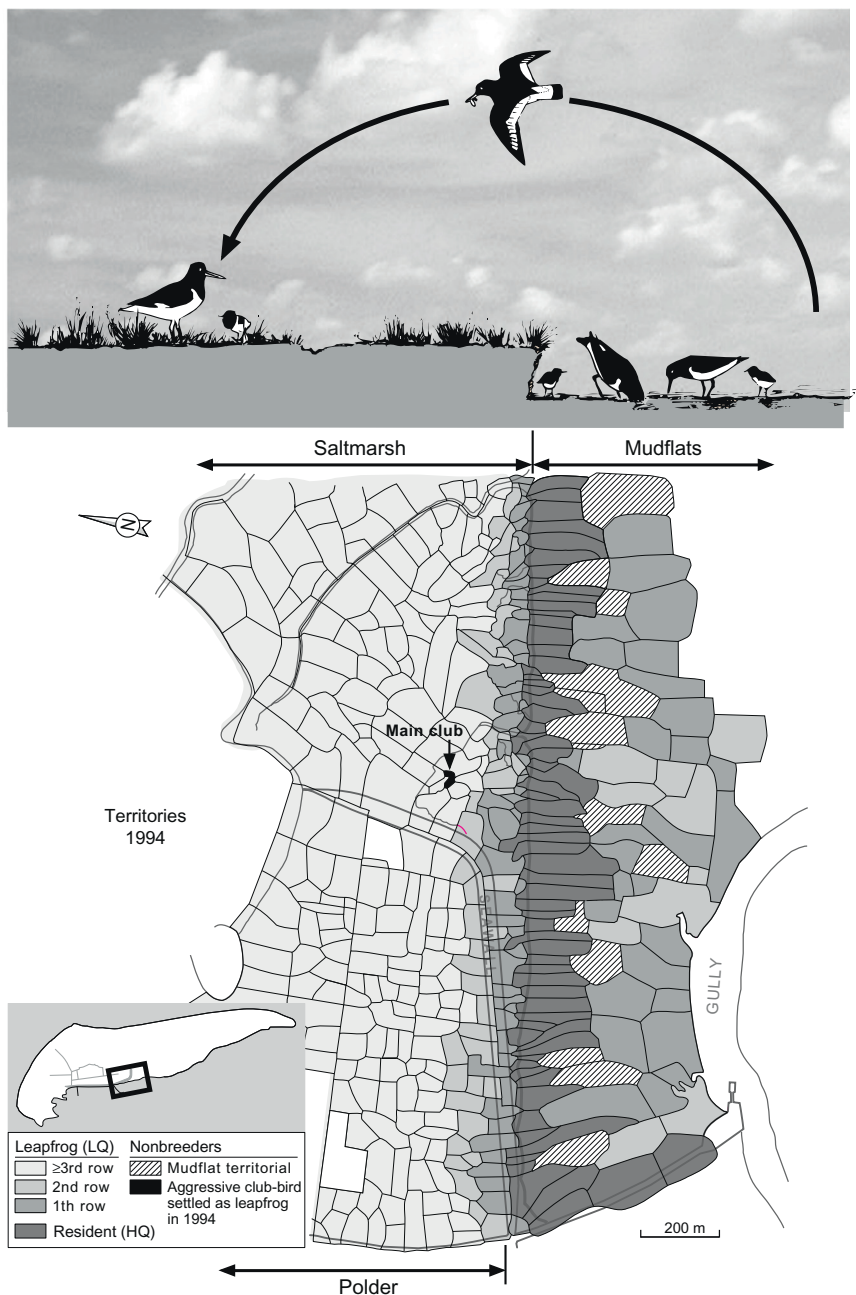 Saltmarsh
Mudflats
N
Main club
Territories
1994
SEAWALL
GULLY
Leapfrog (LQ)
≥3rd row
2nd row
1th row
Resident (HQ)
Nonbreeders
Mudflat territorial
Aggressive club-bird
settled as leapfrog
in 1994
200 m
Polder